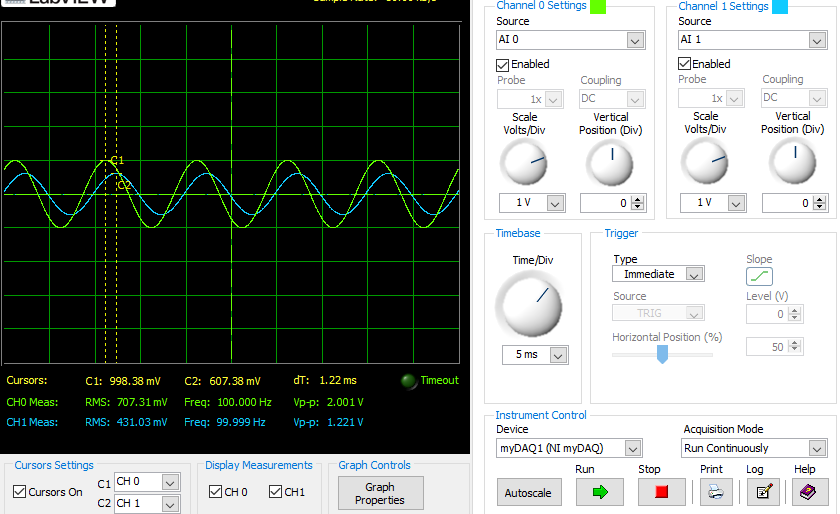 LabVIEW
Channel 0 Settings
Channel 1 Settings
Source
Source
AI 0
AI 1
Enabled
Enabled
Probe
Coupling
Probe
Coupling
1x
DC
1x
DC
Scale
Volts/Div
Vertical
Position (Div)
Scale
Volts/Div
Vertical
Position (Div)
1 V
0
1 V
0
C1
C2
Timebase
Time/Div
5 ms
Trigger
Type
Immediate
Slope
Source
TRIG
Level (V)
0
Horizontal Position (%)
50
Cursors:
C1: 998.38 mV
C2: 607.38 mV
dT: 1.22 ms
Timeout
CH0 Meas:
RMS: 707.31 mV
Freq: 100.000 Hz
Vp-p: 2.001 V
CH1 Meas:
RMS: 431.03 mV
Freq: 99.999 Hz
Vp-p: 1.221 V
Cursors Settings
Cursors On
C1
CH 0
C2
CH 1
Display Measurements
CH 0
CH1
Graph Controls
Graph
Properties
Instrument Control
Device
myDAQ1 (NI myDAQ)
Acquisition Mode
Run Continuously
Autoscale
Run
Stop
Print
Log
Help